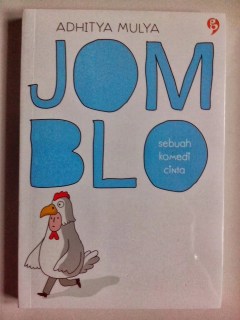 ADHITYA MULYA
JOM
BLO
sebuah
komedi
cinta